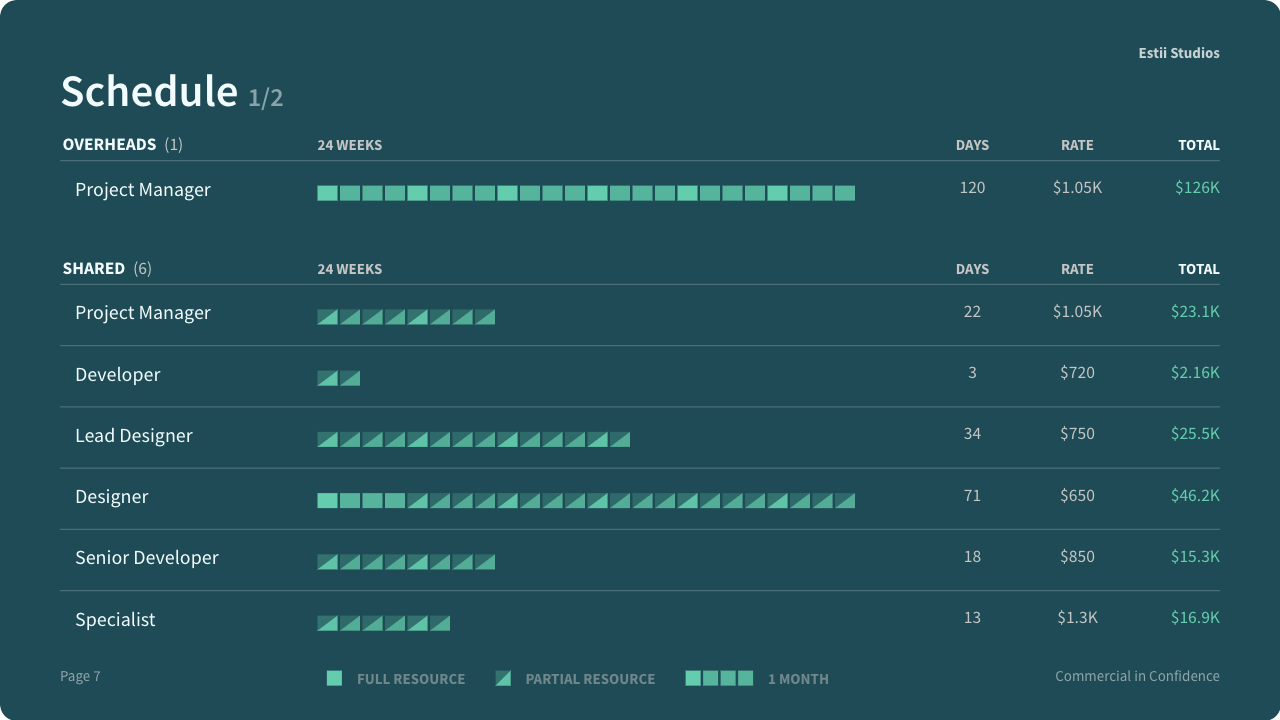 Estii Studios
Schedule 1/2
OVERHEADS (1) 24 WEEKS DAYS RATE TOTAL
Project Manager 120 $1.05K $126K
SHARED (6) 24 WEEKS DAYS RATE TOTAL
Project Manager 22 $1.05K $23.1K
Developer 3 $720 $2.16K
Lead Designer 34 $750 $25.5K
Designer 71 $650 $46.2K
Senior Developer 18 $850 $15.3K
Specialist 13 $1.3K $16.9K
Page 7 FULL RESOURCE PARTIAL RESOURCE 1 MONTH Commercial in Confidence